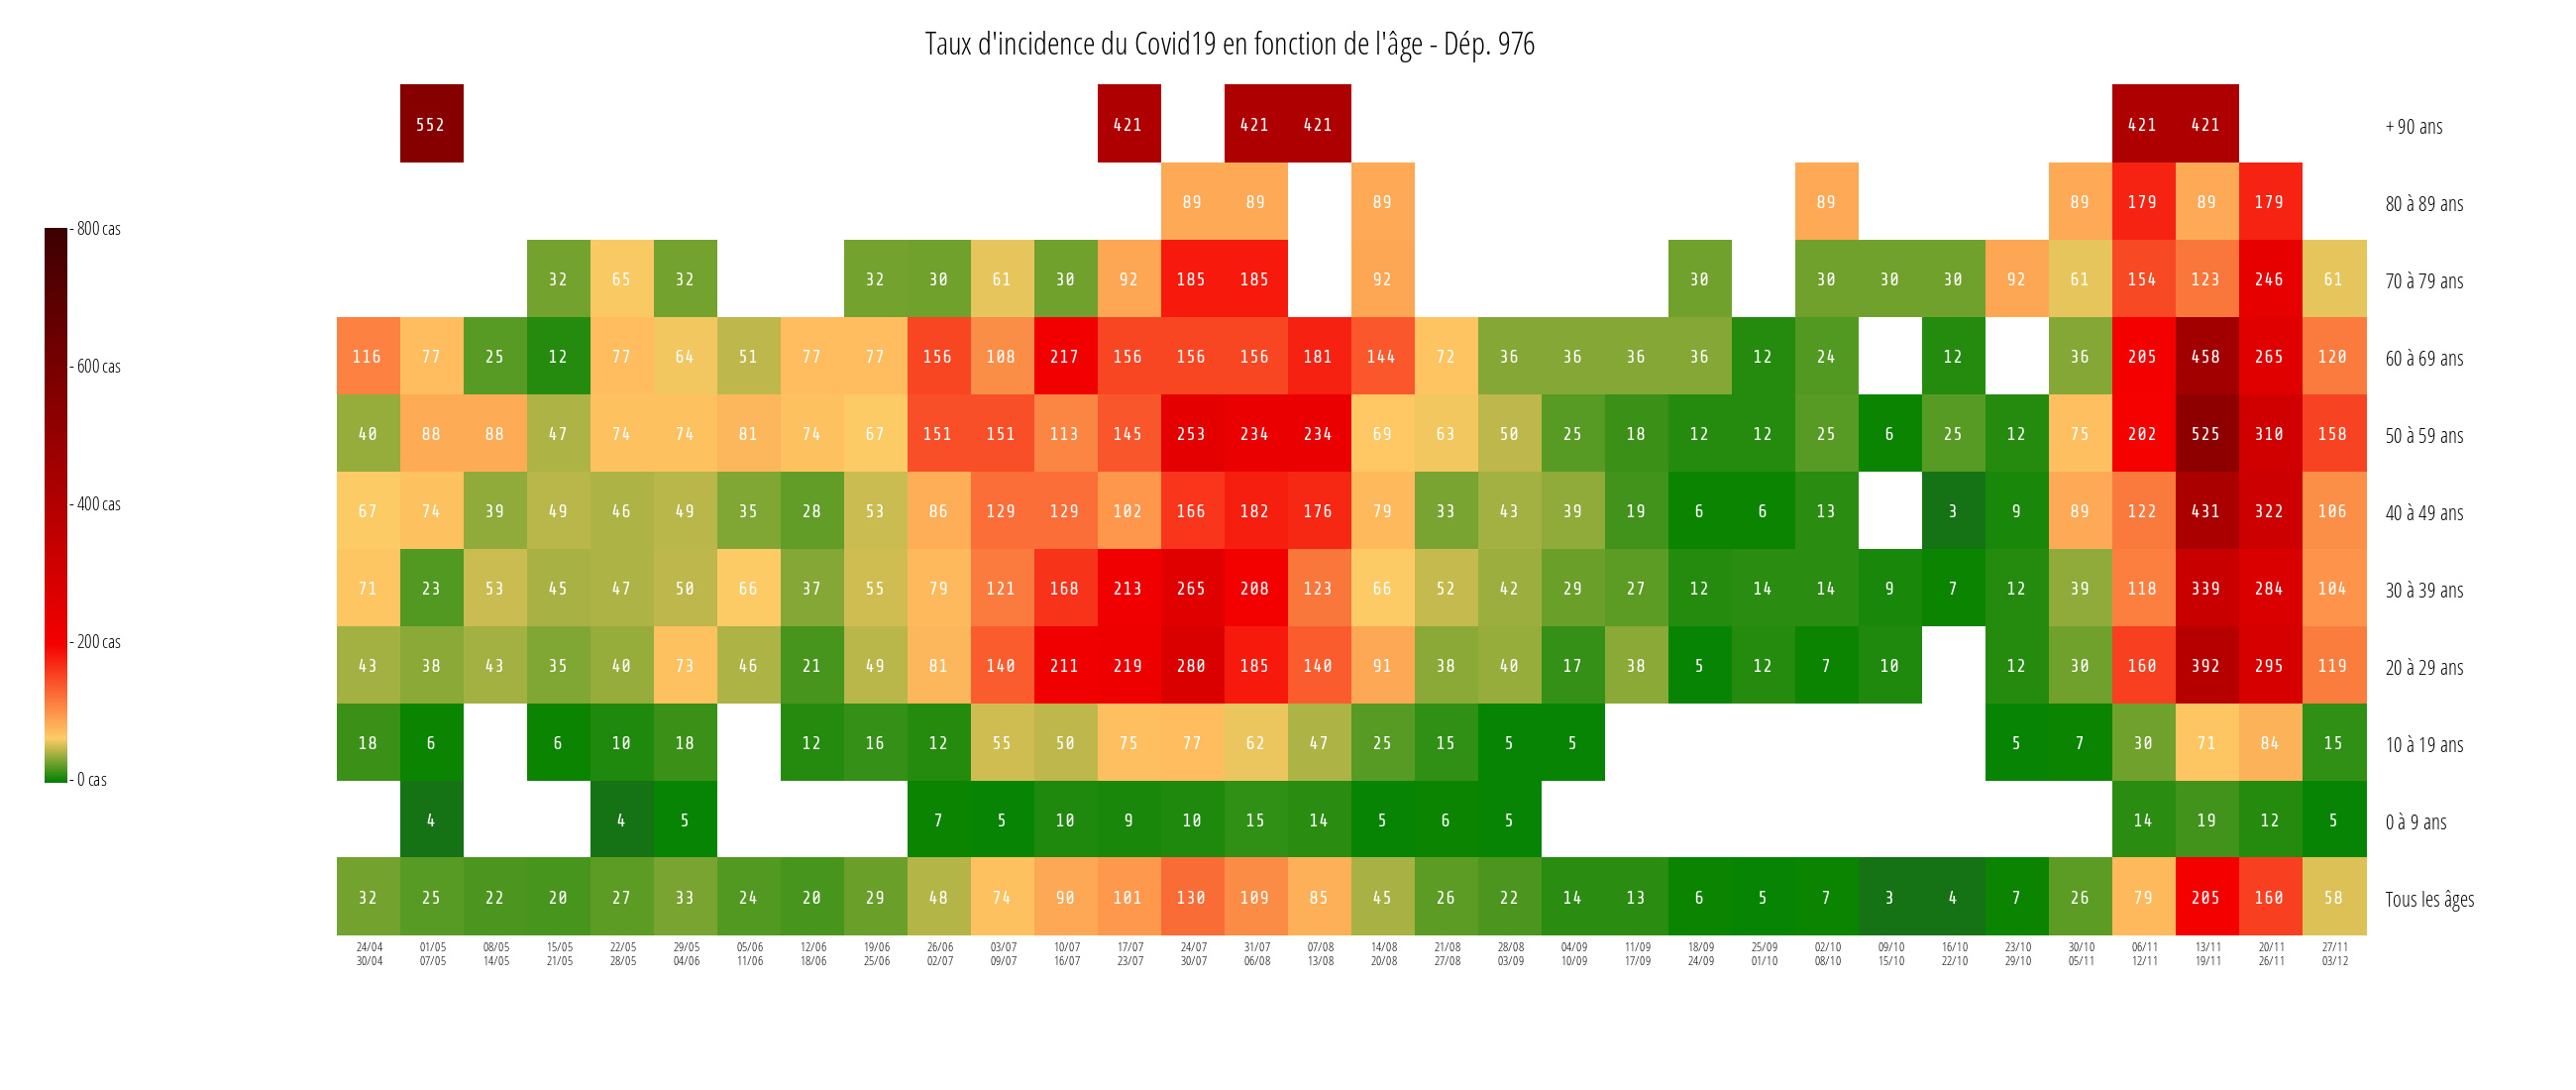 Taux d'incidence du Covid19 en fonction de l'âge - Dép. 976
552 421 421 421 421 421 + 90 ans
89 89 89 89 89 179 89 179 80 à 89 ans
32 65 32 32 30 61 30 92 185 185 92 30 30 30 30 92 61 154 123 246 61 70 à 79 ans
116 77 25 12 77 64 51 77 77 156 108 217 156 156 156 181 144 72 36 36 36 36 12 24 12 36 205 458 265 120 60 à 69 ans
40 88 88 47 74 74 81 74 67 151 151 113 145 253 234 234 69 63 50 25 18 12 12 25 6 25 12 75 202 525 310 158 50 à 59 ans
67 74 39 49 46 49 35 28 53 86 129 129 102 166 182 176 79 33 43 39 19 6 6 13 3 9 89 122 431 322 106 40 à 49 ans
71 23 53 45 47 50 66 37 55 79 121 168 213 265 208 123 66 52 42 29 27 12 14 14 9 7 12 39 118 339 284 104 30 à 39 ans
43 38 43 35 40 73 46 21 49 81 140 211 219 280 185 140 91 38 40 17 38 5 12 7 10 12 30 160 392 295 119 20 à 29 ans
18 6 6 10 18 12 16 12 55 50 75 77 62 47 25 15 5 5 5 7 30 71 84 15 10 à 19 ans
4 4 5 7 5 10 9 10 15 14 5 6 5 14 19 12 5 0 à 9 ans
32 25 22 20 27 33 24 20 29 48 74 90 101 130 109 85 45 26 22 14 13 6 5 7 3 4 7 26 79 205 160 58 Tous les âges
24/04 01/05 08/05 15/05 22/05 29/05 05/06 12/06 19/06 26/06 03/07 10/07 17/07 24/07 31/07 07/08 14/08 21/08 28/08 04/09 11/09 18/09 25/09 02/10 09/10 16/10 23/10 30/10 06/11 13/11 20/11 27/11
30/04 07/05 14/05 21/05 28/05 04/06 11/06 18/06 25/06 02/07 09/07 16/07 23/07 30/07 06/08 13/08 20/08 27/08 03/09 10/09 17/09 24/09 01/10 08/10 15/10 22/10 29/10 05/11 12/11 19/11 26/11 03/12
- 800 cas
- 600 cas
- 400 cas
- 200 cas
- 0 cas